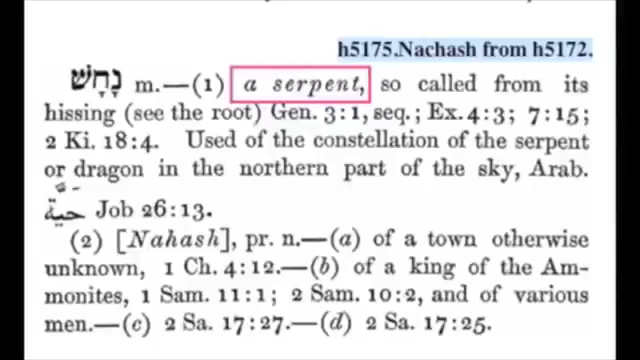 h5175.Nachash from h5172.
נָחָשׁ m.—(1) a serpent, so called from its
hissing (see the root) Gen. 3:1, seq.; Ex. 4:3; 7:15;
2 Ki. 18:4. Used of the constellation of the serpent
or dragon in the northern part of the sky, Arab.
حيّة Job 26:13.
(2) [Nahash], pr. n.—(a) of a town otherwise
unknown, 1 Ch. 4:12.—(b) of a king of the Am-
monites, 1 Sam. 11:1; 2 Sam. 10:2, and of various
men.—(c) 2 Sa. 17:27.—(d) 2 Sa. 17:25.